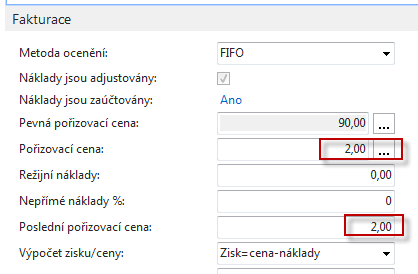 Fakturace
Metoda ocenění: FIFO
Náklady jsou adjustovány:
Náklady jsou zaúčtovány: Ano
Pevná pořizovací cena: 90,00 ...
Pořizovací cena: 2,00 ...
Režijní náklady: 0,00
Nepřímé náklady %: 0
Poslední pořizovací cena: 2,00
Výpočet zisku/ceny: Zisk=cena-náklady